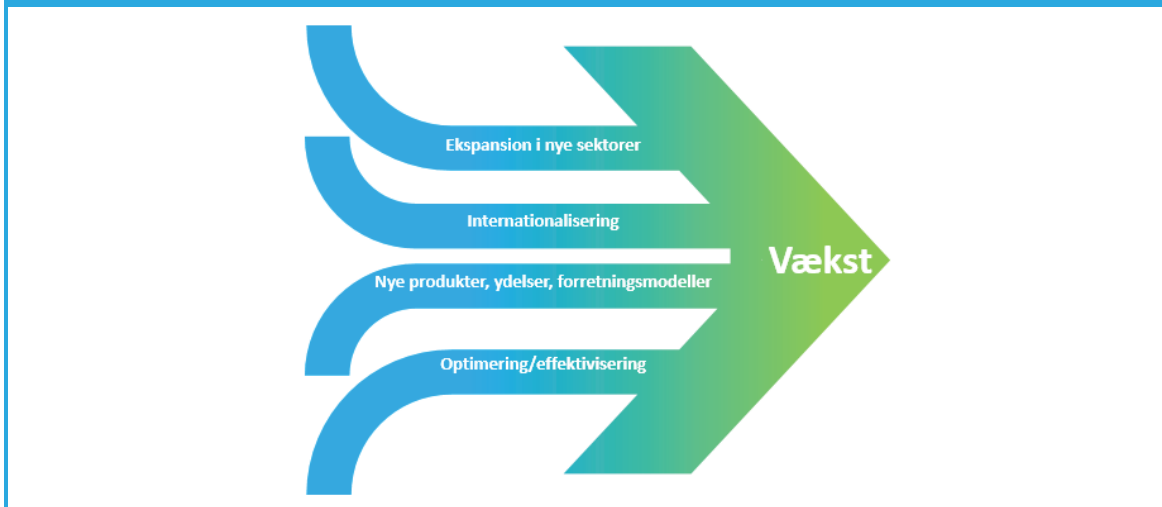 Ekspansion i nye sektorer
Internationalisering
Vækst
Nye produkter, ydelser, forretningsmodeller
Optimering/effektivisering